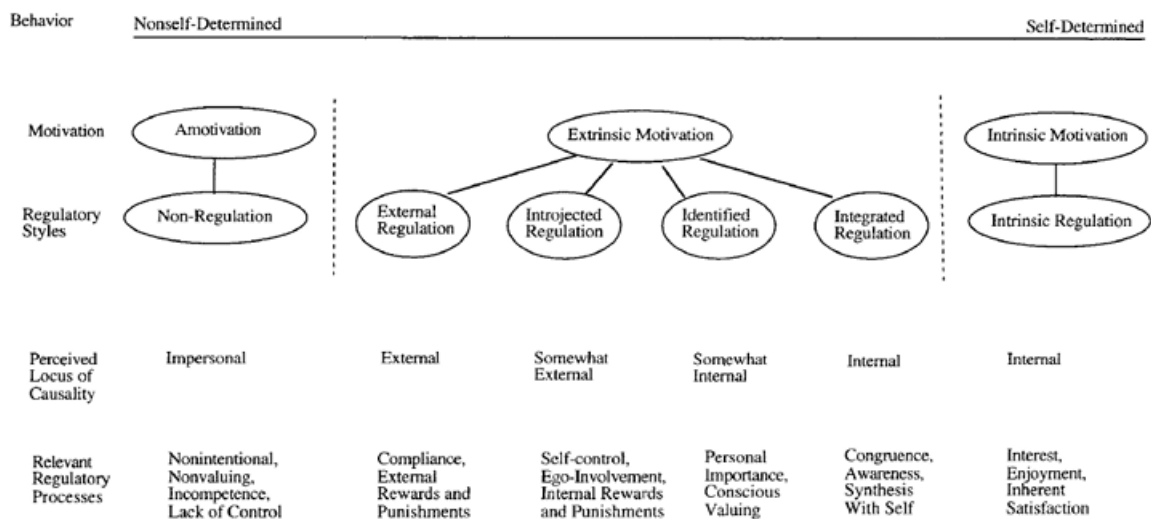 Behavior
Nonself-Determined
Self-Determined
Motivation
Amotivation
Extrinsic Motivation
Intrinsic Motivation
Regulatory
Styles
Non-Regulation
External
Regulation
Introjected
Regulation
Identified
Regulation
Integrated
Regulation
Intrinsic Regulation
Perceived
Locus of
Causality
Impersonal
External
Somewhat
External
Somewhat
Internal
Internal
Internal
Relevant
Regulatory
Processes
Nonintentional,
Nonvaluing,
Incompetence,
Lack of Control
Compliance,
External
Rewards and
Punishments
Self-control,
Ego-Involvement,
Internal Rewards
and Punishments
Personal
Importance,
Conscious
Valuing
Congruence,
Awareness,
Synthesis
With Self
Interest,
Enjoyment,
Inherent
Satisfaction